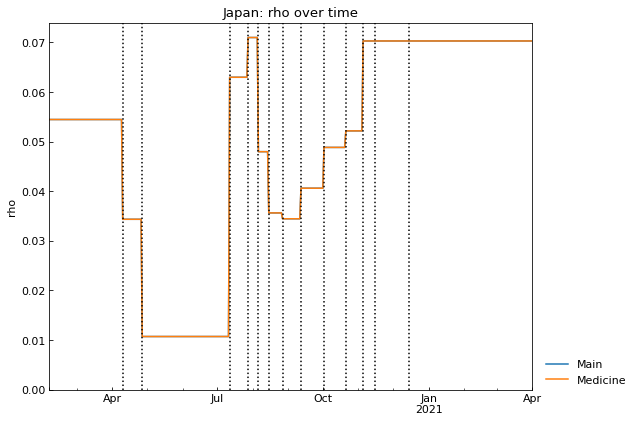 Japan: rho over time
0.07
0.06
0.05
0.04
0.03
0.02
0.01
0.00
rho
Apr
Jul
Oct
Jan
2021
Apr
Main
Medicine